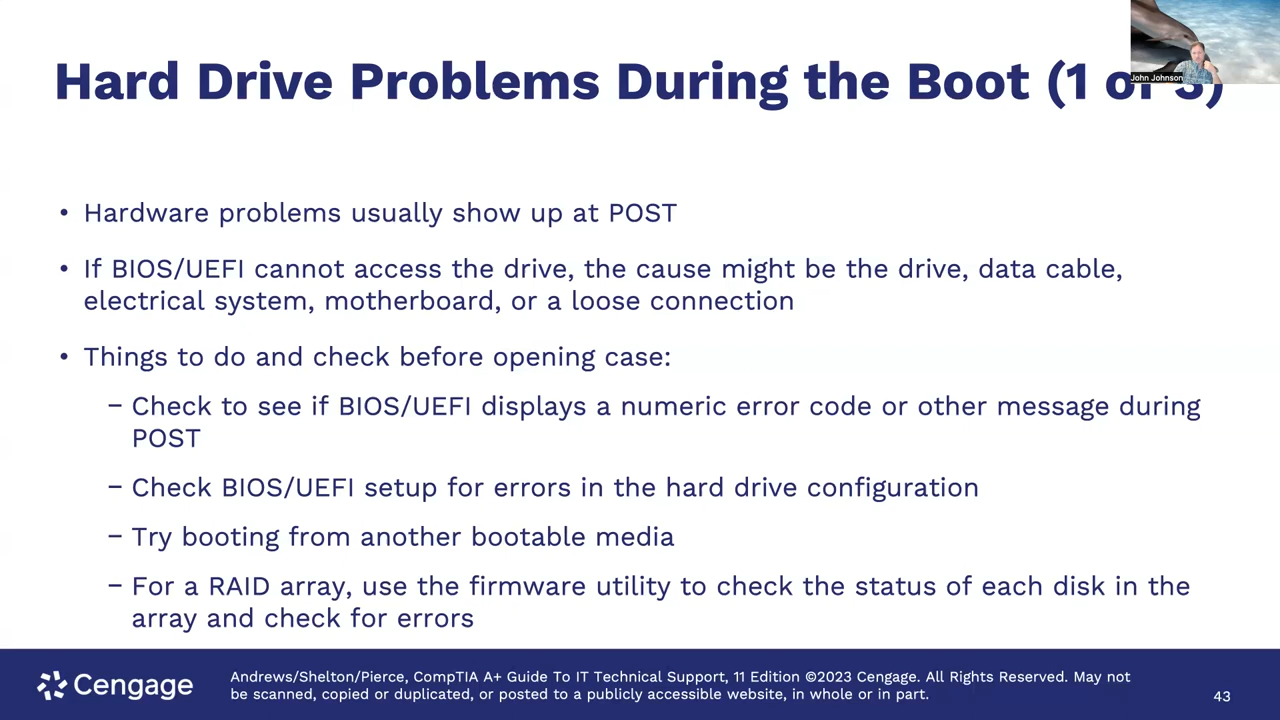 Hard Drive Problems During the Boot (1 of 3)
John Johnson
• Hardware problems usually show up at POST
• If BIOS/UEFI cannot access the drive, the cause might be the drive, data cable,
electrical system, motherboard, or a loose connection
• Things to do and check before opening case:
– Check to see if BIOS/UEFI displays a numeric error code or other message during
POST
– Check BIOS/UEFI setup for errors in the hard drive configuration
– Try booting from another bootable media
– For a RAID array, use the firmware utility to check the status of each disk in the
array and check for errors
Cengage
Andrews/Shelton/Pierce, CompTIA A+ Guide To IT Technical Support, 11 Edition ©2023 Cengage. All Rights Reserved. May not
be scanned, copied or duplicated, or posted to a publicly accessible website, in whole or in part.
43